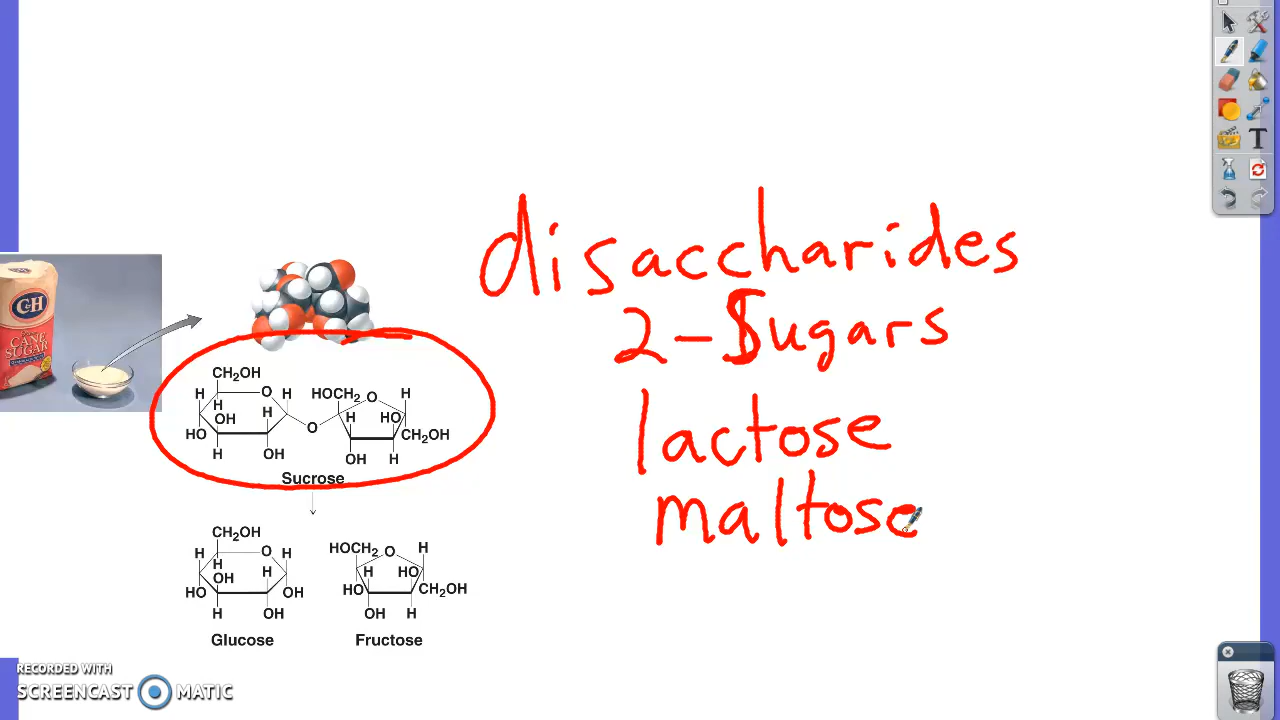 disaccharides
2-Sugars
lactose
maltose
C&H
CANE
SUGAR
CH2OH
H O H HOCH2 O H
H H HO
OH H
HO O CH2OH
H OH OH H
Sucrose
CH2OH
H O H HOCH2 O H
H H H HO
OH
HO OH HO CH2OH
H OH OH H
Glucose Fructose
T
RECORDED WITH
SCREENCAST MATIC